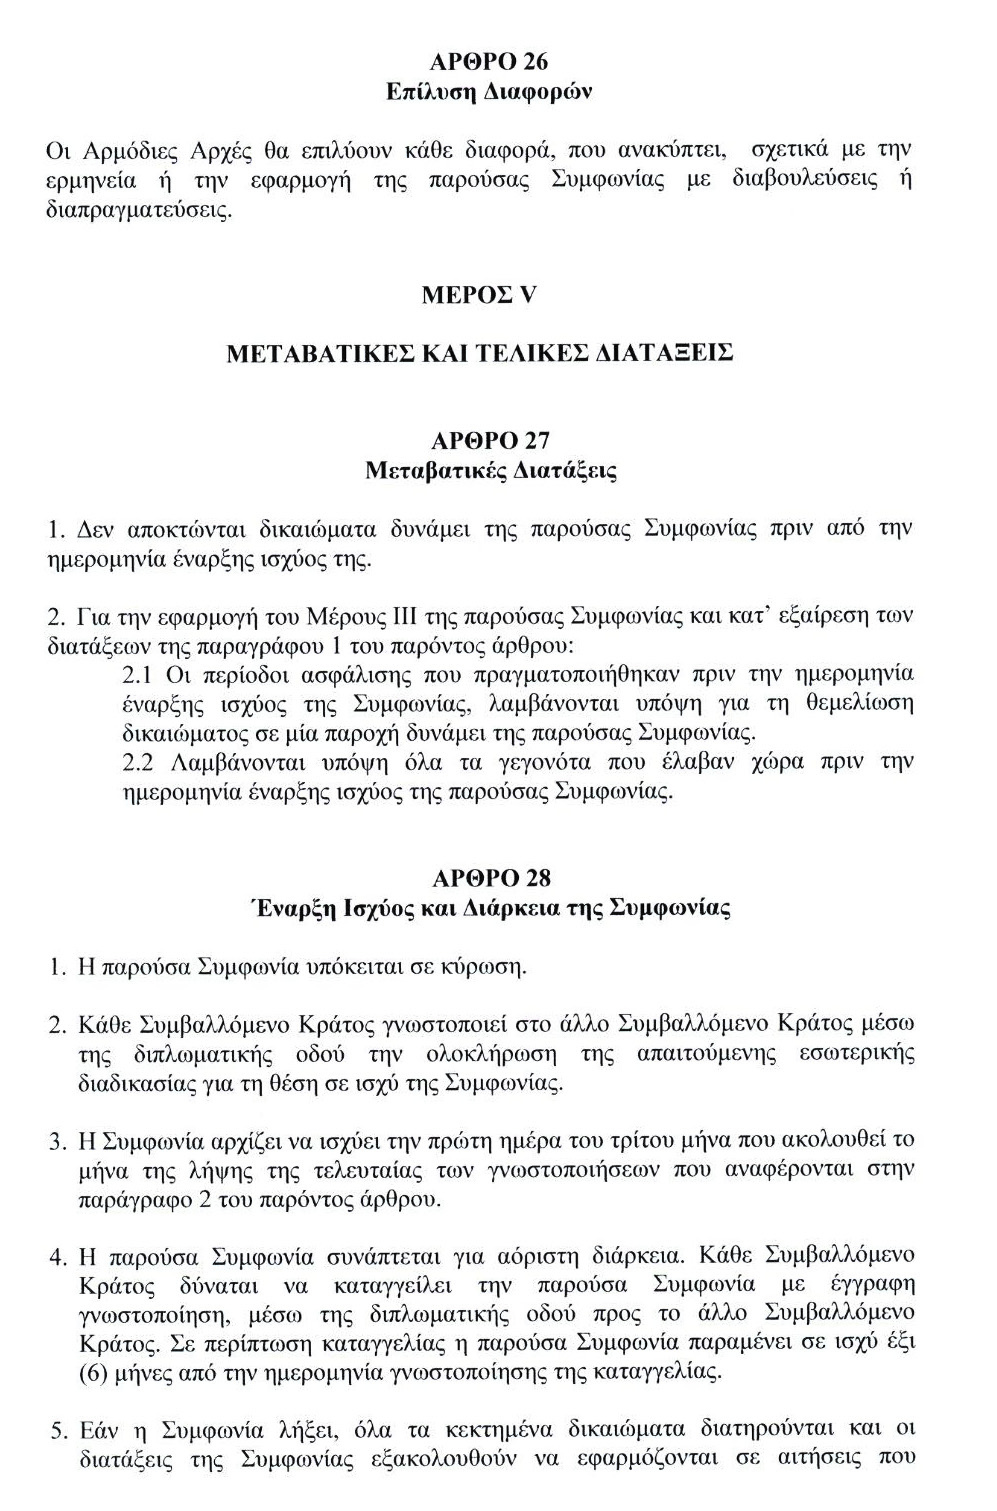 ΑΡΘΡΟ 26
Επίλυση Διαφορών
Οι Αρμόδιες Αρχές θα επιλύουν κάθε διαφορά, που ανακύπτει, σχετικά με την
ερμηνεία ή την εφαρμογή της παρούσας Συμφωνίας με διαβουλεύσεις ή
διαπραγματεύσεις.
ΜΕΡΟΣ V
ΜΕΤΑΒΑΤΙΚΕΣ ΚΑΙ ΤΕΛΙΚΕΣ ΔΙΑΤΑΞΕΙΣ
ΑΡΘΡΟ 27
Μεταβατικές Διατάξεις
1. Δεν αποκτώνται δικαιώματα δυνάμει της παρούσας Συμφωνίας πριν από την
ημερομηνία έναρξης ισχύος της.
2. Για την εφαρμογή του Μέρους ΙΙΙ της παρούσας Συμφωνίας και κατ’ εξαίρεση των
διατάξεων της παραγράφου 1 του παρόντος άρθρου:
2.1 Οι περίοδοι ασφάλισης που πραγματοποιήθηκαν πριν την ημερομηνία
έναρξης ισχύος της Συμφωνίας, λαμβάνονται υπόψη για τη θεμελίωση
δικαιώματος σε μία παροχή δυνάμει της παρούσας Συμφωνίας.
2.2 Λαμβάνονται υπόψη όλα τα γεγονότα που έλαβαν χώρα πριν την
ημερομηνία έναρξης ισχύος της παρούσας Συμφωνίας.
ΑΡΘΡΟ 28
Έναρξη Ισχύος και Διάρκεια της Συμφωνίας
1. Η παρούσα Συμφωνία υπόκειται σε κύρωση.
2. Κάθε Συμβαλλόμενο Κράτος γνωστοποιεί στο άλλο Συμβαλλόμενο Κράτος μέσω
της διπλωματικής οδού την ολοκλήρωση της απαιτούμενης εσωτερικής
διαδικασίας για τη θέση σε ισχύ της Συμφωνίας.
3. Η Συμφωνία αρχίζει να ισχύει την πρώτη ημέρα του τρίτου μήνα που ακολουθεί το
μήνα της λήψης της τελευταίας των γνωστοποιήσεων που αναφέρονται στην
παράγραφο 2 του παρόντος άρθρου.
4. Η παρούσα Συμφωνία συνάπτεται για αόριστη διάρκεια. Κάθε Συμβαλλόμενο
Κράτος δύναται να καταγγείλει την παρούσα Συμφωνία με έγγραφη
γνωστοποίηση, μέσω της διπλωματικής οδού προς το άλλο Συμβαλλόμενο
Κράτος. Σε περίπτωση καταγγελίας η παρούσα Συμφωνία παραμένει σε ισχύ έξι
(6) μήνες από την ημερομηνία γνωστοποίησης της καταγγελίας.
5. Εάν η Συμφωνία λήξει, όλα τα κεκτημένα δικαιώματα διατηρούνται και οι
διατάξεις της Συμφωνίας εξακολουθούν να εφαρμόζονται σε αιτήσεις που